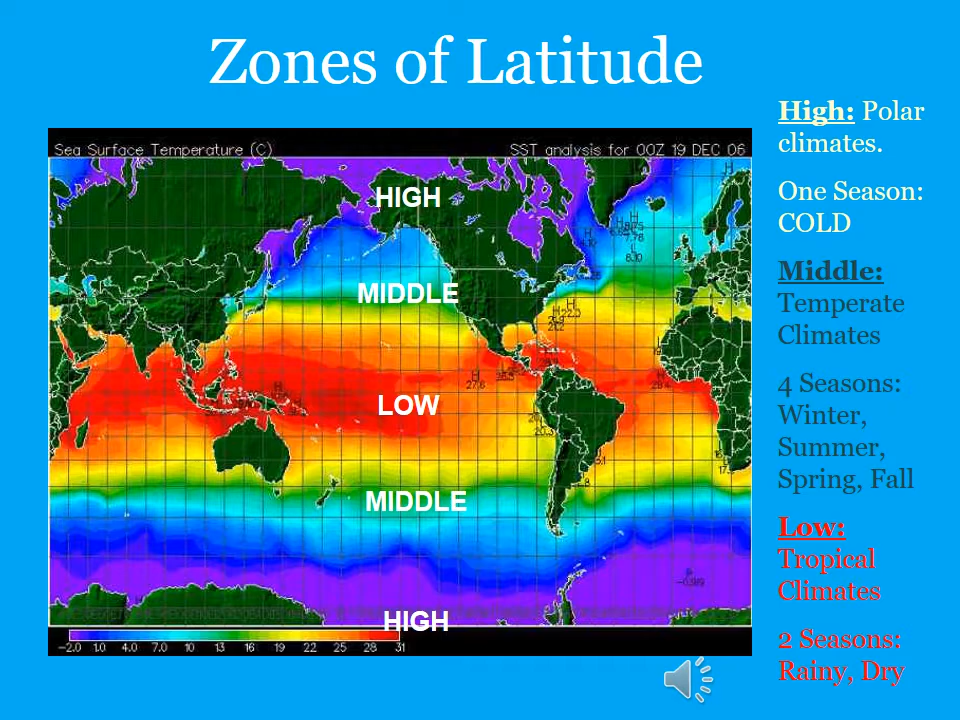 Zones of Latitude
Sea Surface Temperature (C)
SST analysis for 00Z 19 DEC 06
HIGH
MIDDLE
LOW
MIDDLE
HIGH
-2.0 1.0 4.0 7.0 10 13 16 19 22 25 28 31
High: Polar
climates.
One Season:
COLD
Middle:
Temperate
Climates
4 Seasons:
Winter,
Summer,
Spring, Fall
Low:
Tropical
Climates
2 Seasons:
Rainy, Dry